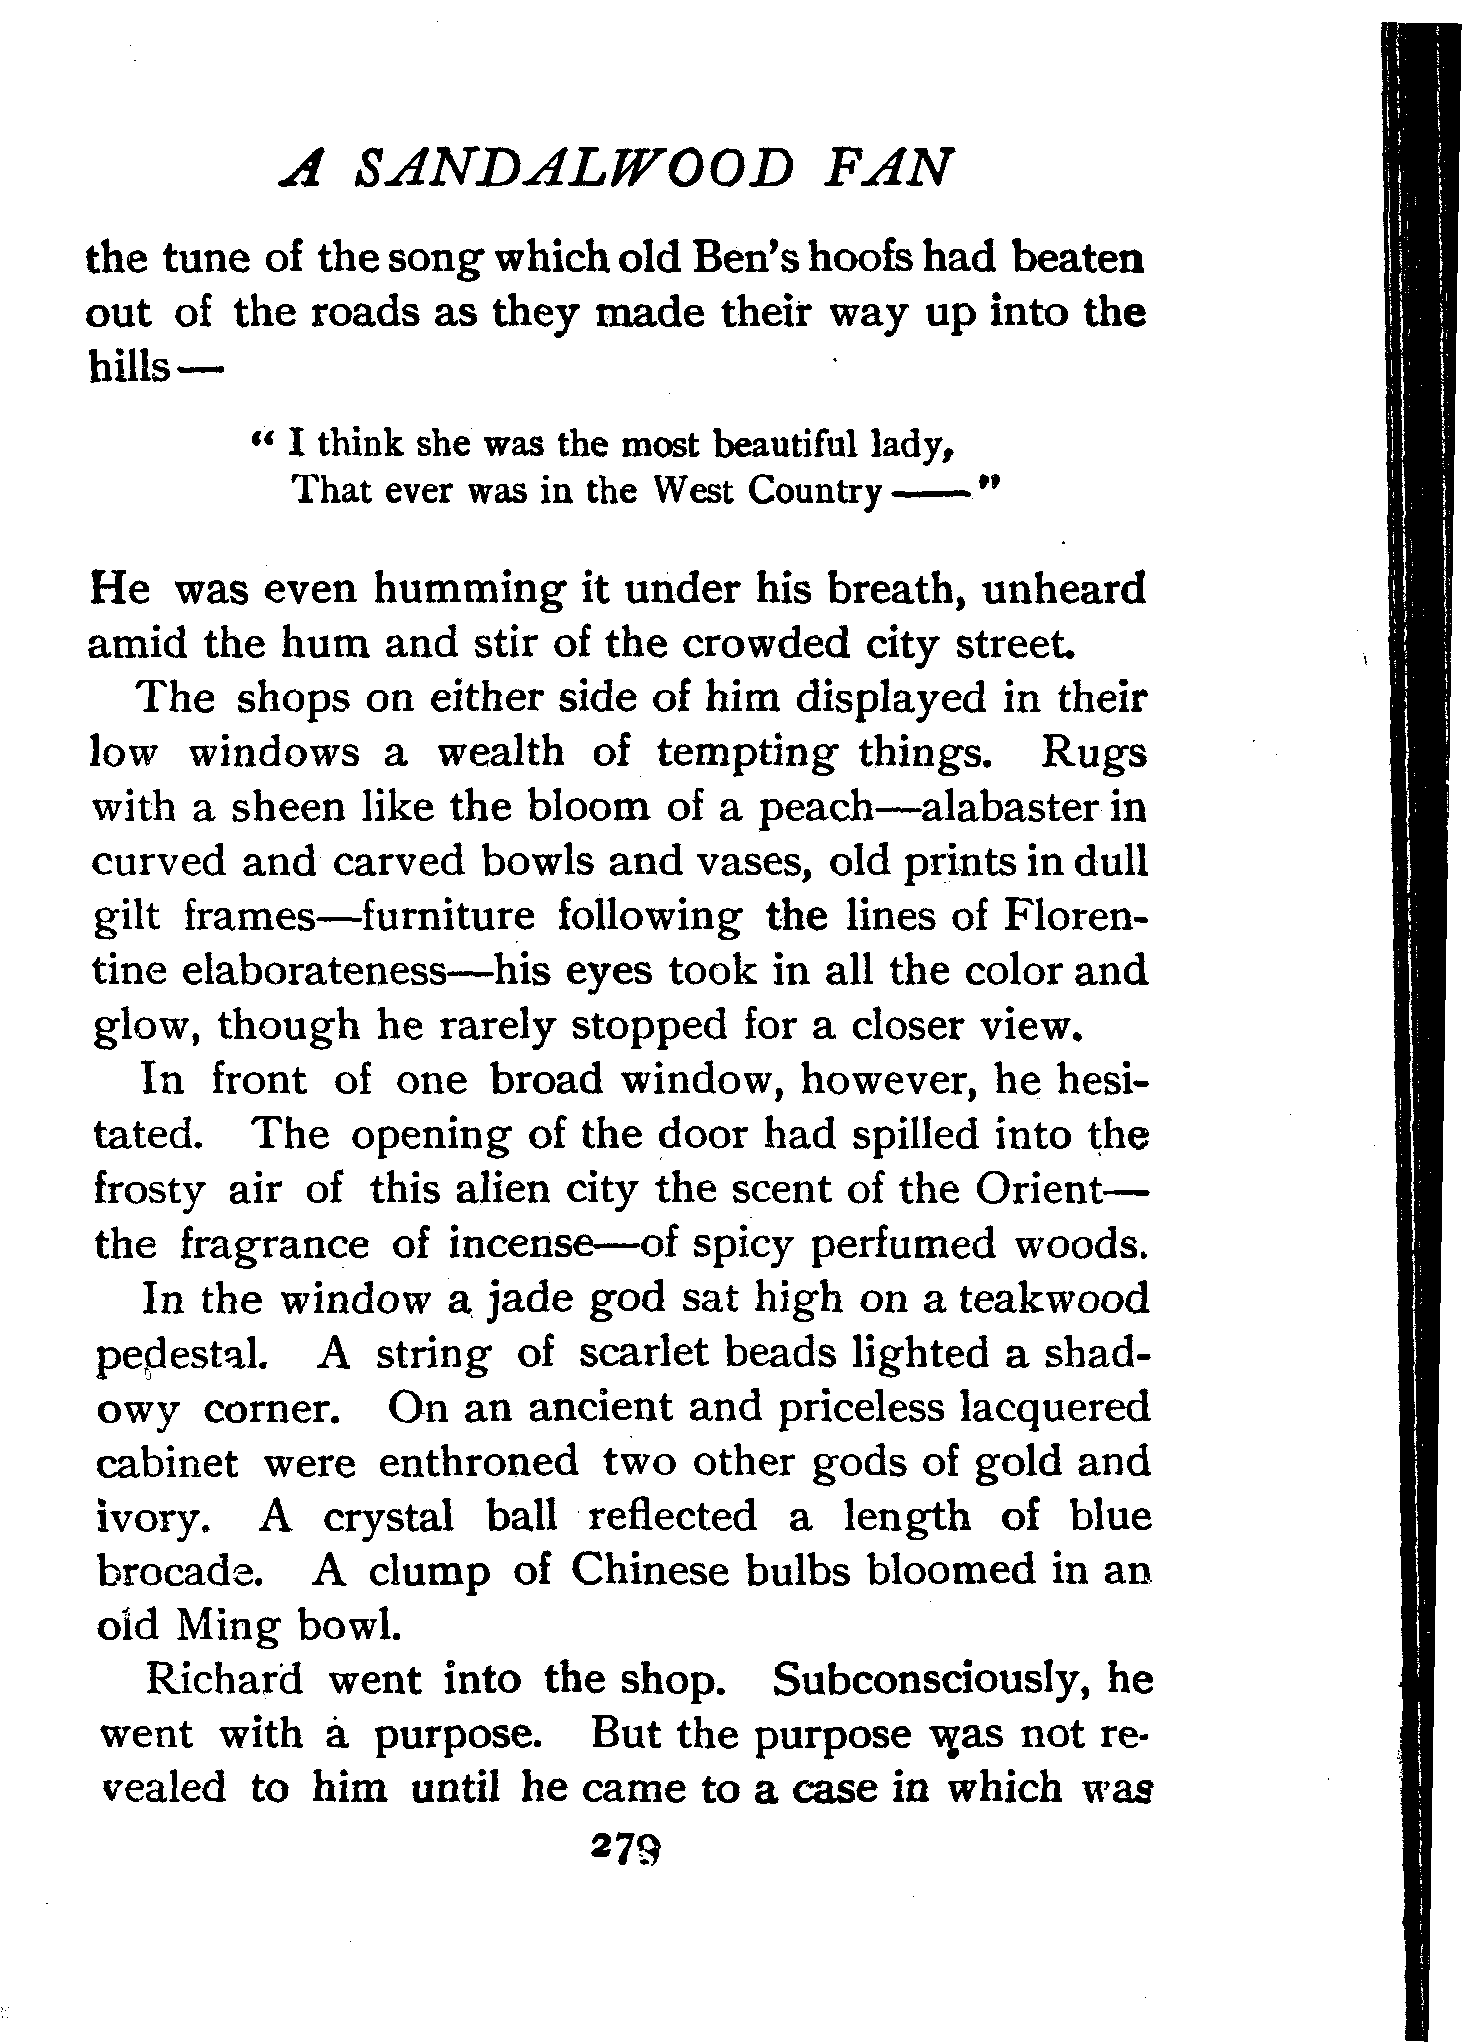 A SANDALWOOD FAN
the tune of the song which old Ben's hoofs had beaten
out of the roads as they made their way up into the
hills—
“ I think she was the most beautiful lady,
That ever was in the West Country——”
He was even humming it under his breath, unheard
amid the hum and stir of the crowded city street.
The shops on either side of him displayed in their
low windows a wealth of tempting things. Rugs
with a sheen like the bloom of a peach—alabaster in
curved and carved bowls and vases, old prints in dull
gilt frames—furniture following the lines of Floren-
tine elaborateness—his eyes took in all the color and
glow, though he rarely stopped for a closer view.
In front of one broad window, however, he hesi-
tated. The opening of the door had spilled into the
frosty air of this alien city the scent of the Orient—
the fragrance of incense—of spicy perfumed woods.
In the window a jade god sat high on a teakwood
pedestal. A string of scarlet beads lighted a shad-
owy corner. On an ancient and priceless lacquered
cabinet were enthroned two other gods of gold and
ivory. A crystal ball reflected a length of blue
brocade. A clump of Chinese bulbs bloomed in an
old Ming bowl.
Richard went into the shop. Subconsciously, he
went with a purpose. But the purpose was not re-
vealed to him until he came to a case in which was
279